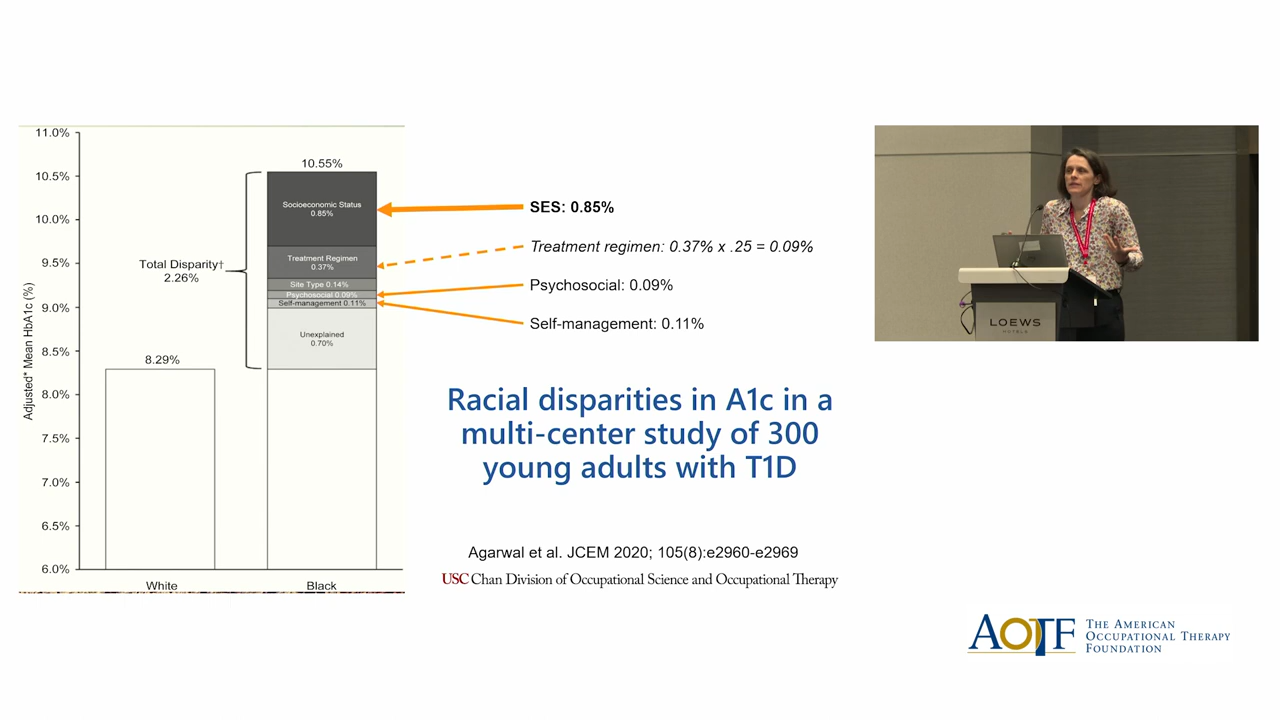 11.0%
10.5%
10.0%
9.5%
9.0%
8.5%
8.0%
7.5%
7.0%
6.5%
6.0%
Adjusted* Mean HbA1c (%)
8.29%
White
Total Disparity†
2.26%
10.55%
Socioeconomic Status
0.85%
Treatment Regimen
0.37%
Site Type 0.14%
Psychosocial 0.09%
Self-management 0.11%
Unexplained
0.70%
Black
SES: 0.85%
Treatment regimen: 0.37% x .25 = 0.09%
Psychosocial: 0.09%
Self-management: 0.11%
Racial disparities in A1c in a
multi-center study of 300
young adults with T1D
Agarwal et al. JCEM 2020; 105(8):e2960-e2969
USC Chan Division of Occupational Science and Occupational Therapy
LOEWS
HOTELS
AOTF
The American
Occupational Therapy
Foundation